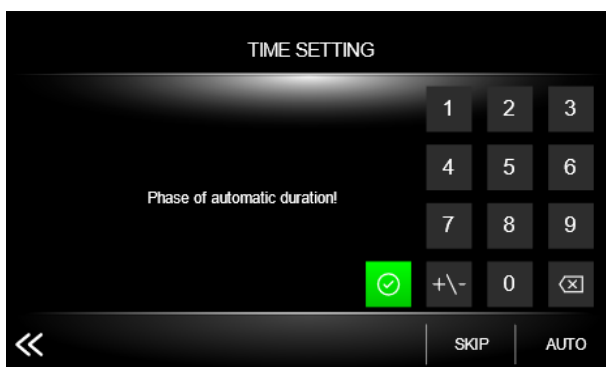 TIME SETTING
1 2 3
4 5 6
Phase of automatic duration!
7 8 9
+\- 0
SKIP AUTO